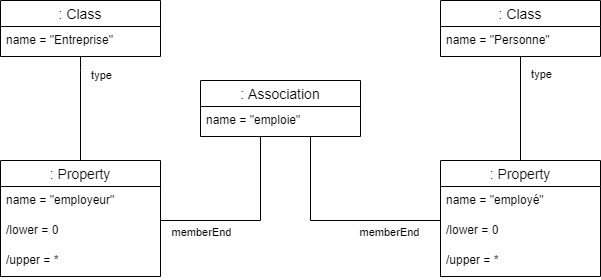 : Class
name = "Entreprise"
: Class
name = "Personne"
type
type
: Association
name = "emploie"
: Property
name = "employeur"
/lower = 0
/upper = *
: Property
name = "employé"
/lower = 0
/upper = *
memberEnd
memberEnd